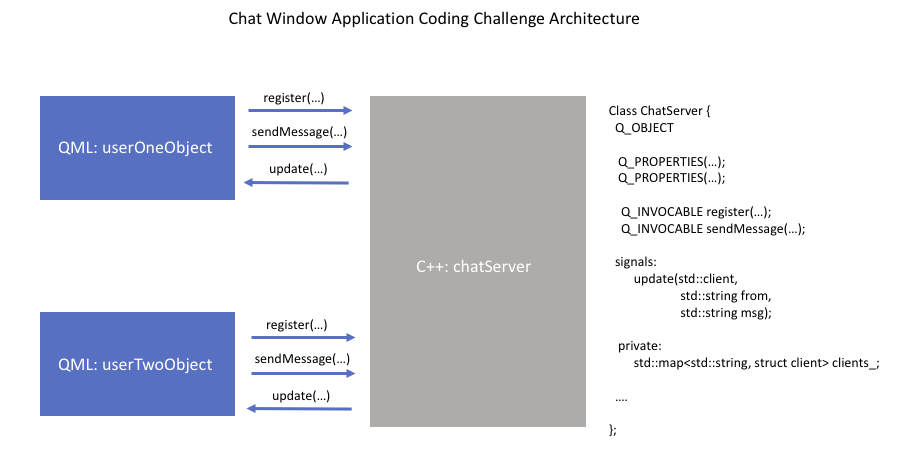 Chat Window Application Coding Challenge Architecture
QML: userOneObject
register(...)
sendMessage(...)
update(...)
C++: chatServer
QML: userTwoObject
register(...)
sendMessage(...)
update(...)
Class ChatServer {
Q_OBJECT
Q_PROPERTIES(...);
Q_PROPERTIES(...);
Q_INVOCABLE register(...);
Q_INVOCABLE sendMessage(...);
signals:
update(std::client,
std::string from,
std::string msg);
private:
std::map<std::string, struct client> clients_;
....
};